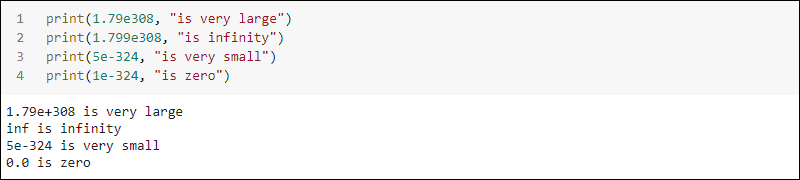 1 print(1.79e308, "is very large")
2 print(1.799e308, "is infinity")
3 print(5e-324, "is very small")
4 print(1e-324, "is zero")
1.79e+308 is very large
inf is infinity
5e-324 is very small
0.0 is zero